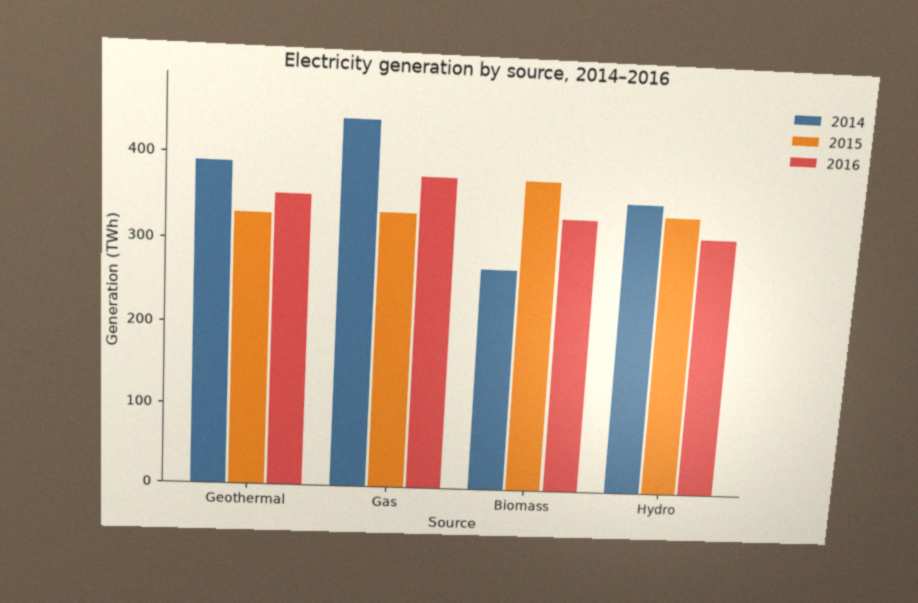 Electricity generation by source, 2014–2016
2014
2015
2016
400
300
200
100
0
Generation (TWh)
Geothermal Gas Biomass Hydro
Source